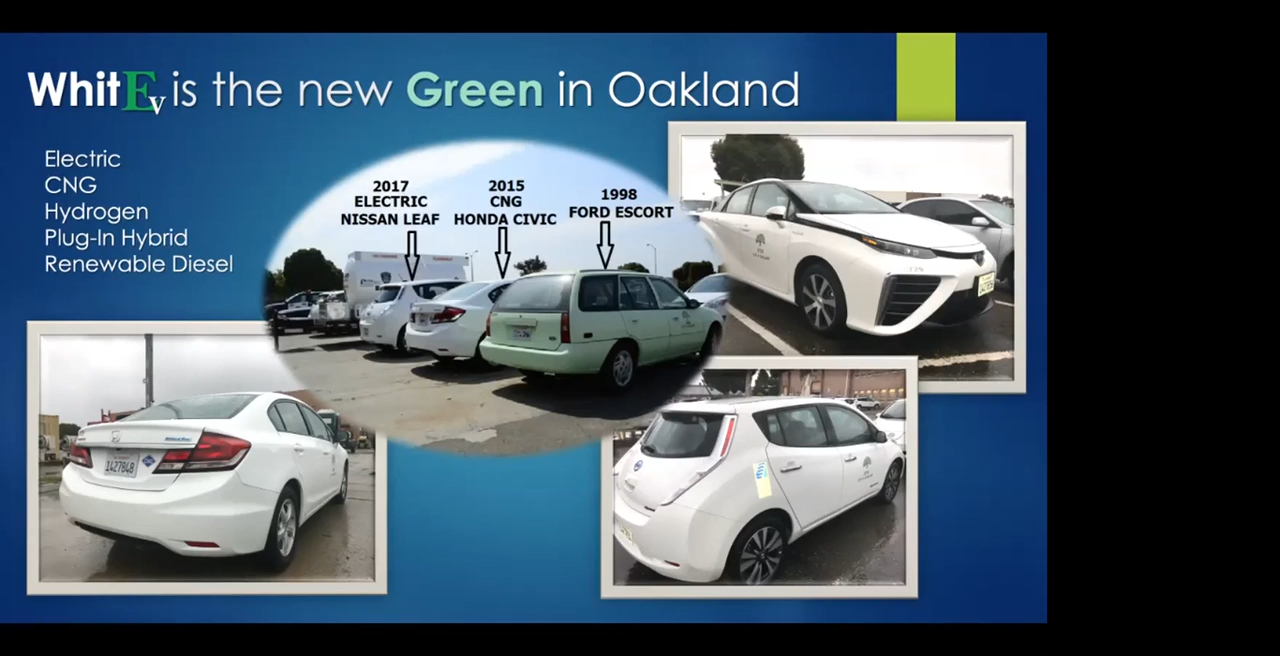 WhitEv is the new Green in Oakland
Electric
CNG
Hydrogen
Plug-In Hybrid
Renewable Diesel
2017
ELECTRIC
NISSAN LEAF
2015
CNG
HONDA CIVIC
1998
FORD ESCORT
1427848